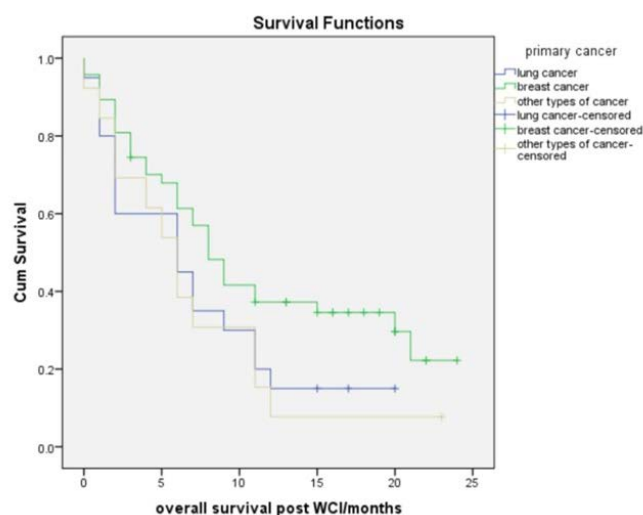 Survival Functions
primary cancer
lung cancer
breast cancer
other types of cancer
lung cancer-censored
breast cancer-censored
other types of cancer-
censored
Cum Survival
1.0
0.8
0.6
0.4
0.2
0.0
0
5
10
15
20
25
overall survival post WCI/months